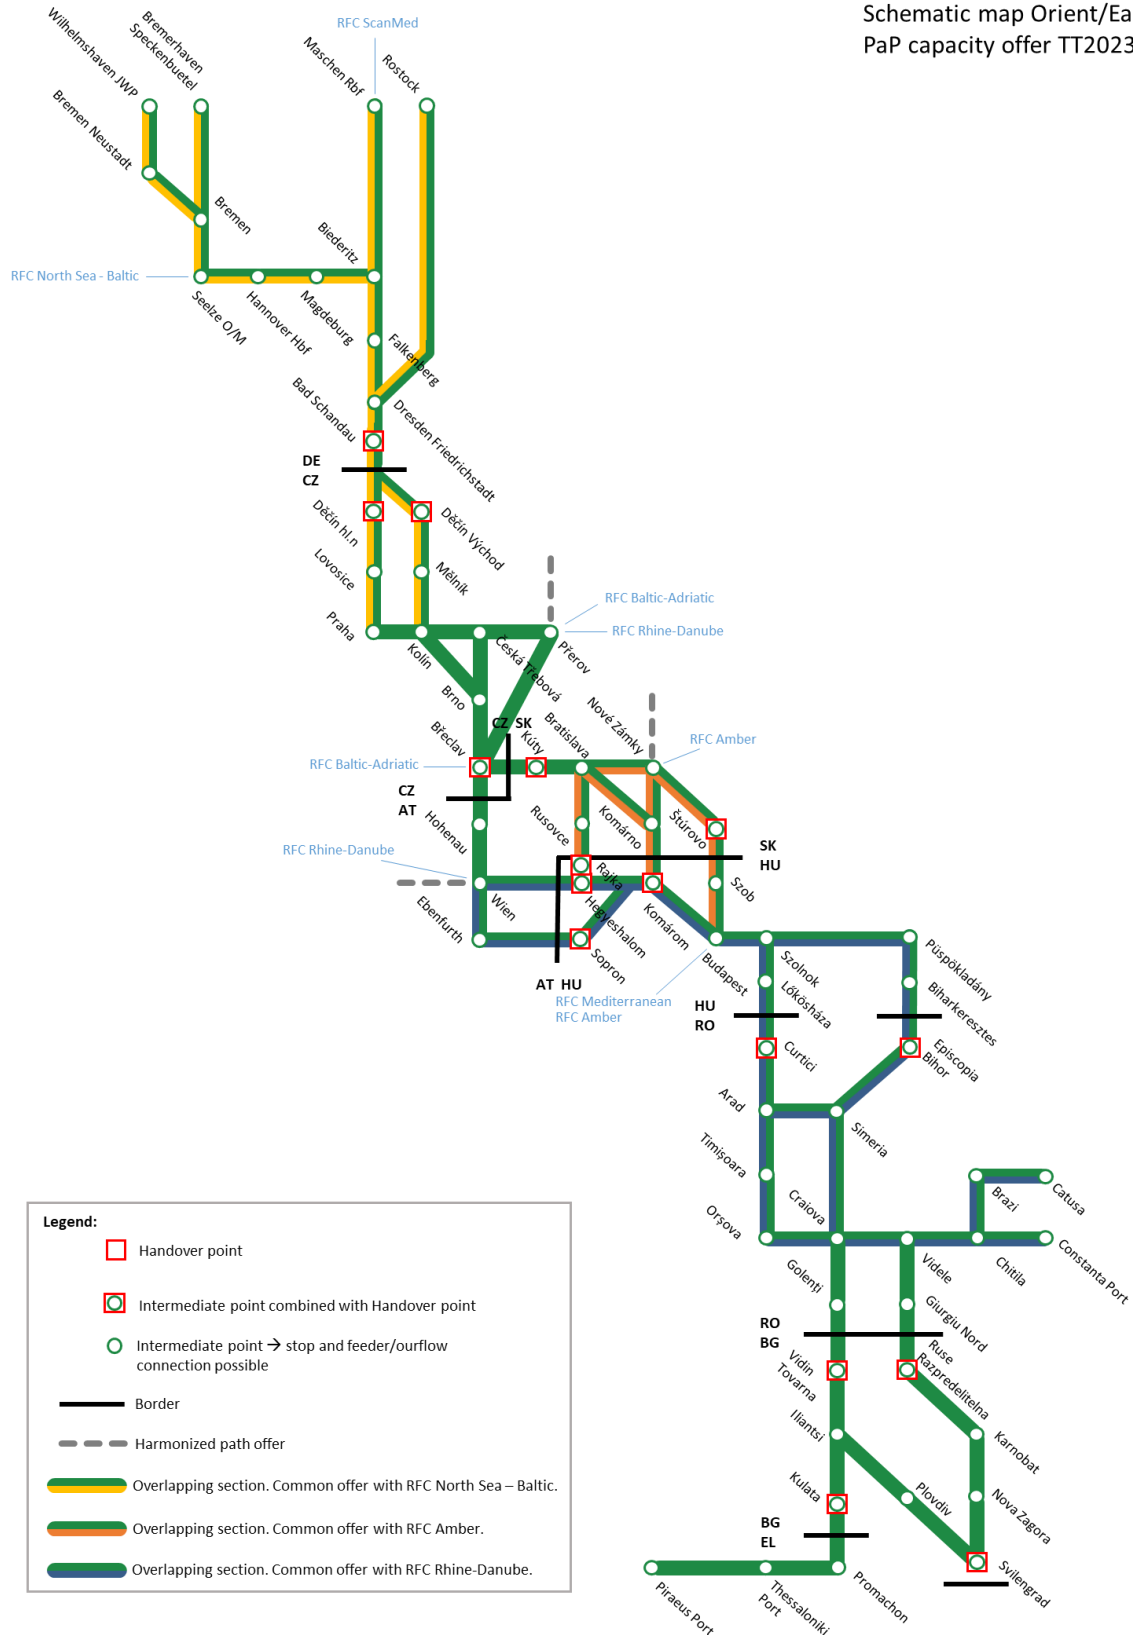 Schematic map Orient/Ea
PaP capacity offer TT2023
RFC ScanMed
Wilhelmshaven JWP
Bremerhaven
Speckenbuetel
Maschen Rbf
Rostock
Bremen Neustadt
Bremen
Biederitz
RFC North Sea - Baltic
Seelze O/M
Hannover Hbf
Magdeburg
Falkenberg
Bad Schandau
Dresden Friedrichstadt
DE
CZ
Děčín hl.n
Děčín Východ
Lovosice
Mělník
RFC Baltic-Adriatic
RFC Rhine-Danube
Praha
Kolín
Česká Třebová
Přerov
Brno
Nové Zámky
CZ SK
Břeclav
Kúty
Bratislava
RFC Amber
RFC Baltic-Adriatic
CZ
AT
Hohenau
Rusovce
Komárno
Štúrovo
SK
HU
RFC Rhine-Danube
Rajka
Szob
Wien
Ebenfurth
Hegyeshalom
Komárom
Sopron
Budapest
Szolnok
Püspökladány
AT HU
RFC Mediterranean
RFC Amber
Lőkösháza
Biharkeresztes
HU
RO
Curtici
Episcopia
Bihor
Arad
Simeria
Timișoara
Craiova
Orșova
Brazi
Catusa
Golenți
Videle
Chitila
Constanta Port
Giurgiu Nord
RO
BG
Vidin
Tovarna
Ruse
Razpredelitelna
Iliantsi
Karnobat
Kulata
Plovdiv
Nova Zagora
BG
EL
Svilengrad
Piraeus Port
Thessaloniki
Port
Promachon
Legend:
Handover point
Intermediate point combined with Handover point
Intermediate point → stop and feeder/ourflow
connection possible
Border
Harmonized path offer
Overlapping section. Common offer with RFC North Sea – Baltic.
Overlapping section. Common offer with RFC Amber.
Overlapping section. Common offer with RFC Rhine-Danube.